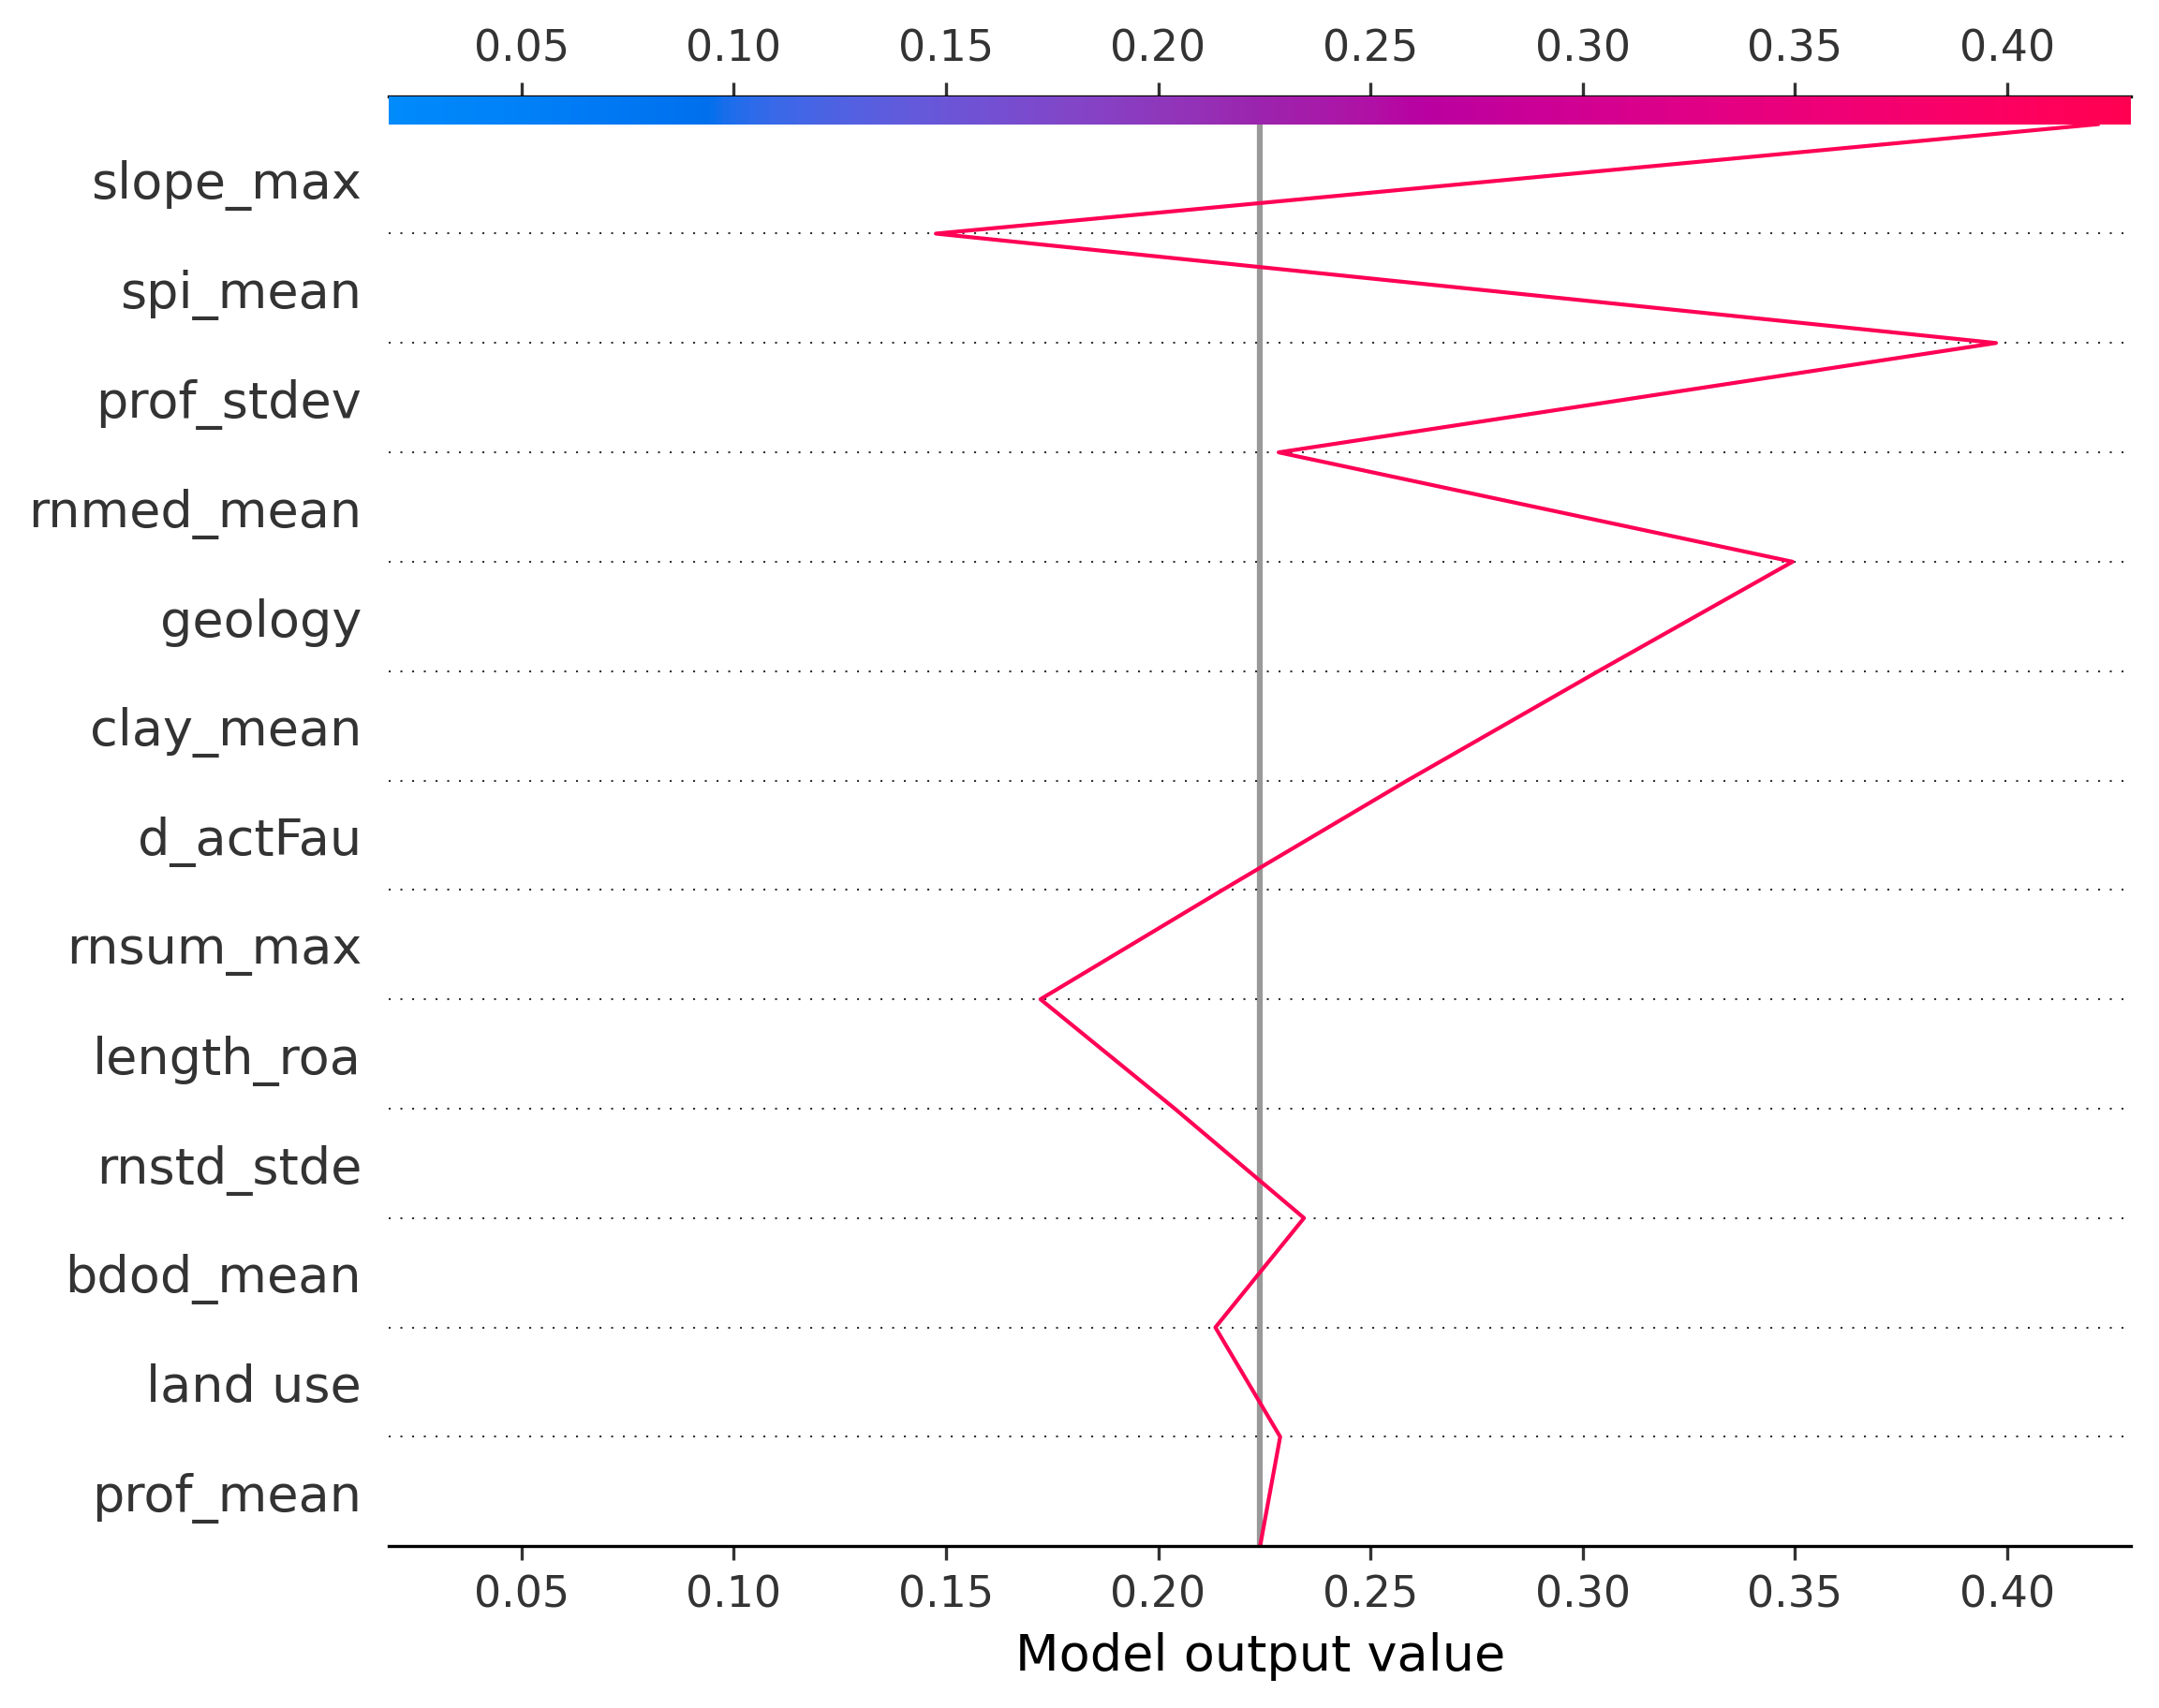 0.05 0.10 0.15 0.20 0.25 0.30 0.35 0.40
slope_max
spi_mean
prof_stdev
rnmed_mean
geology
clay_mean
d_actFau
rnsum_max
length_roa
rnstd_stde
bdod_mean
land use
prof_mean
0.05 0.10 0.15 0.20 0.25 0.30 0.35 0.40
Model output value